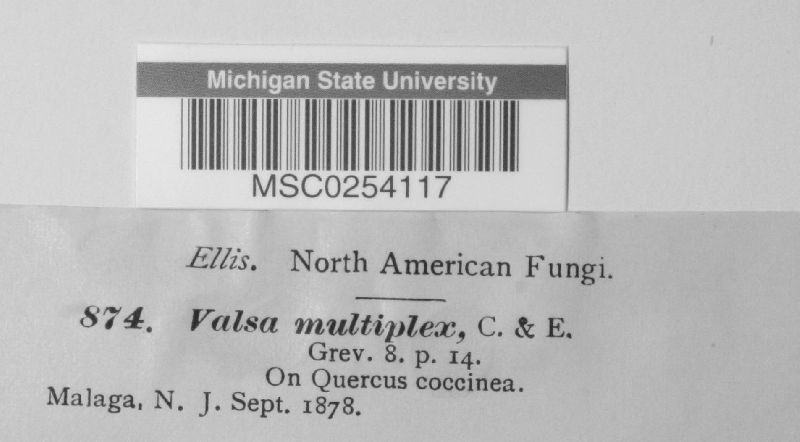 Michigan State University
MSC0254117
Ellis. North American Fungi.
874. Valsa multiplex, C. & E.
Grev. 8. p. 14.
On Quercus coccinea.
Malaga, N. J. Sept. 1878.